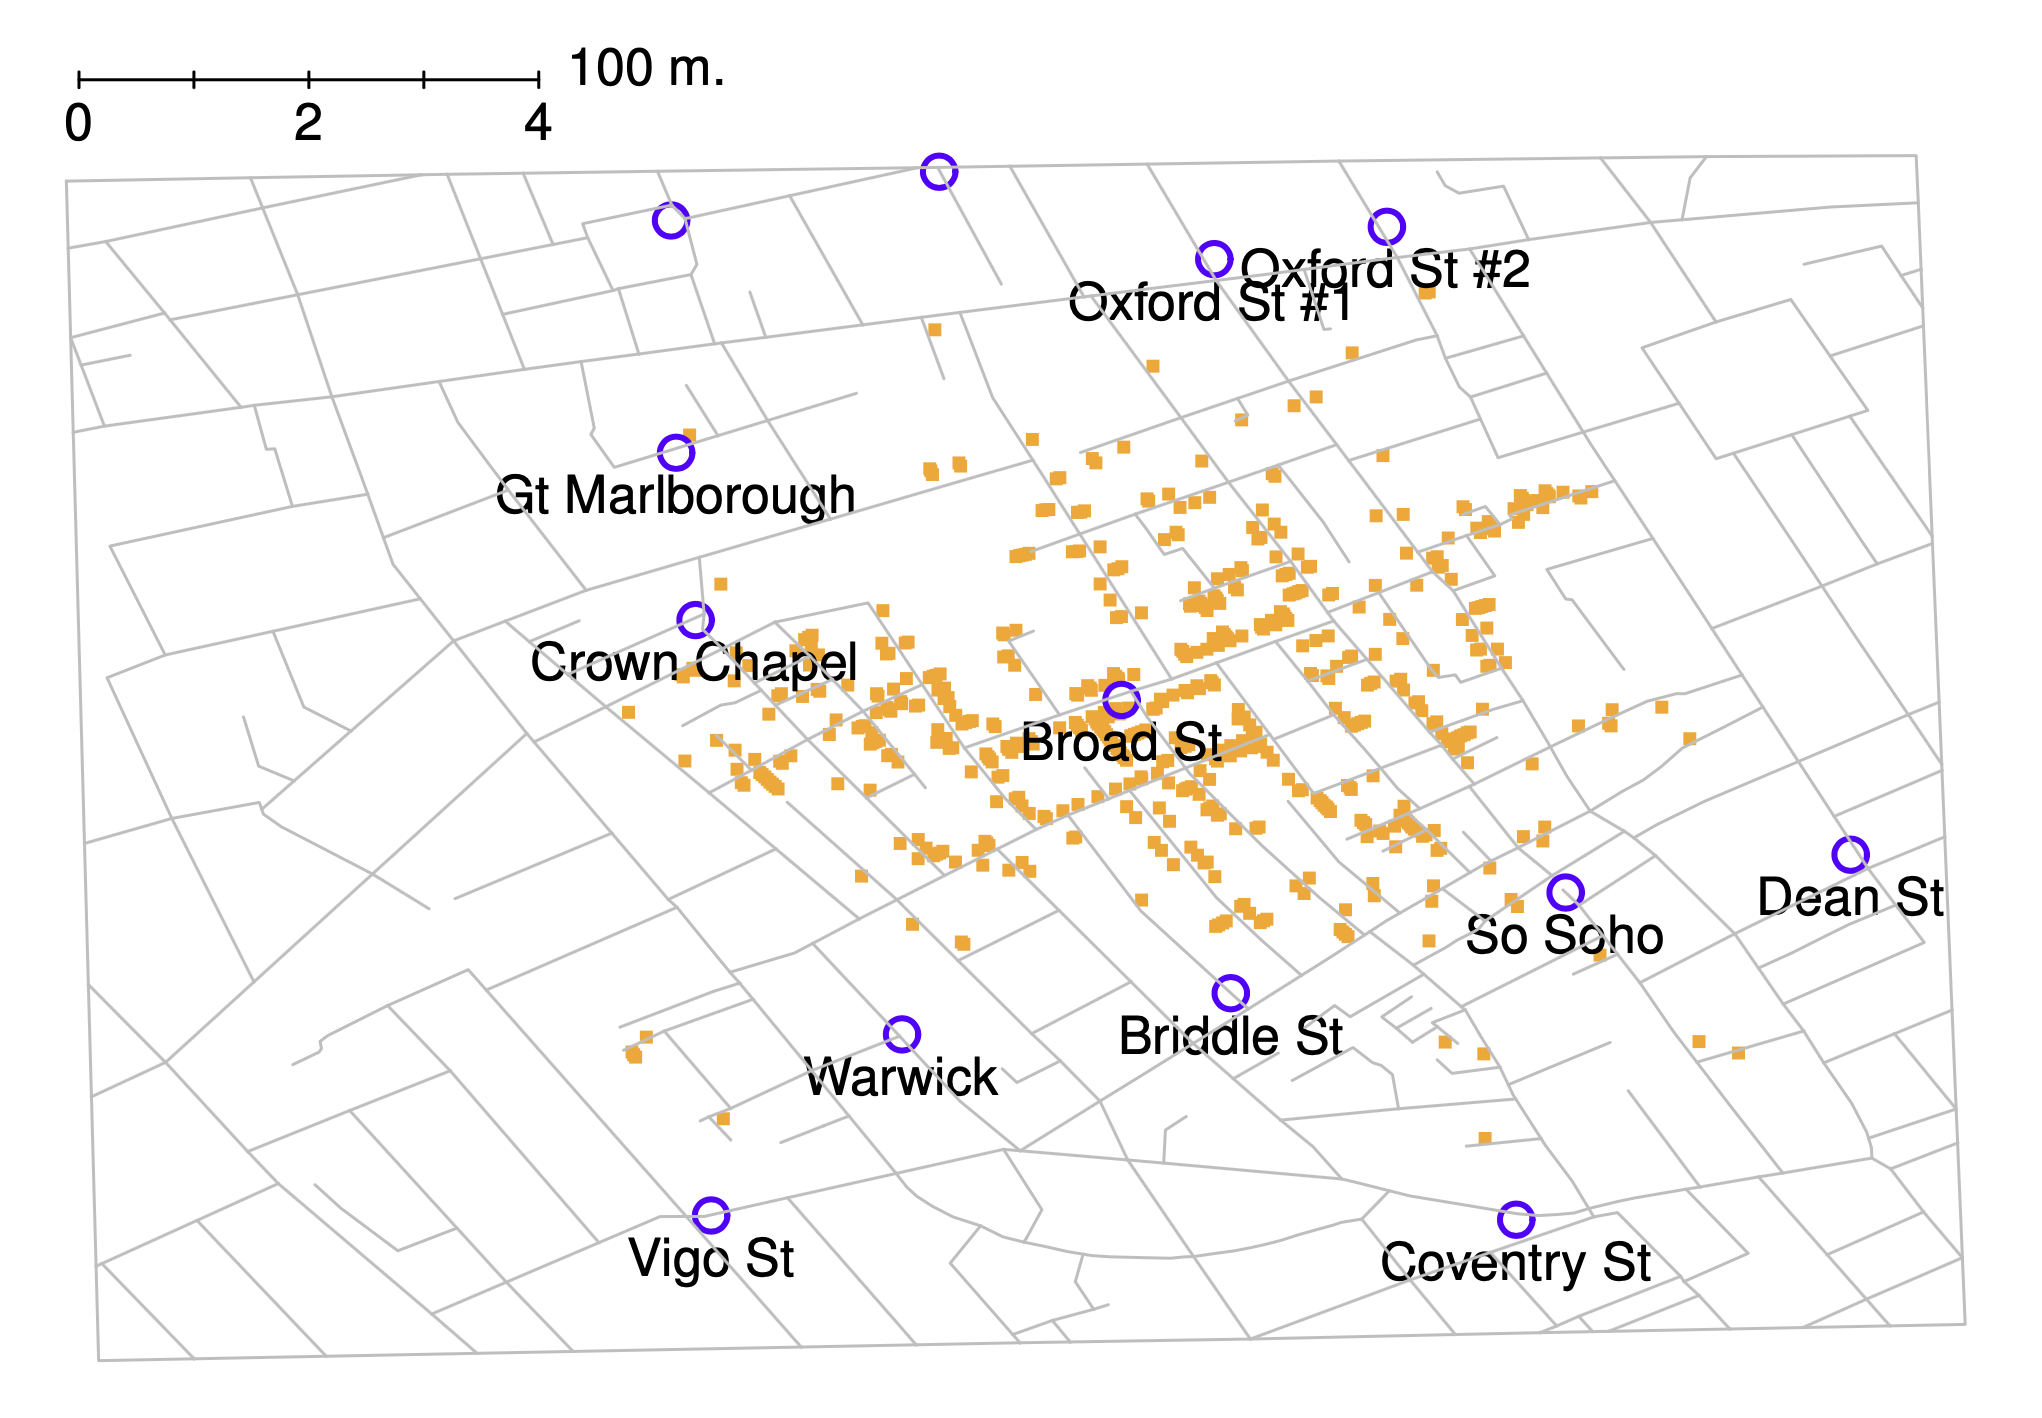 100 m.
0 2 4
Oxford St #2
Oxford St #1
Gt Marlborough
Crown Chapel
Broad St
Dean St
So Soho
Briddle St
Warwick
Vigo St
Coventry St